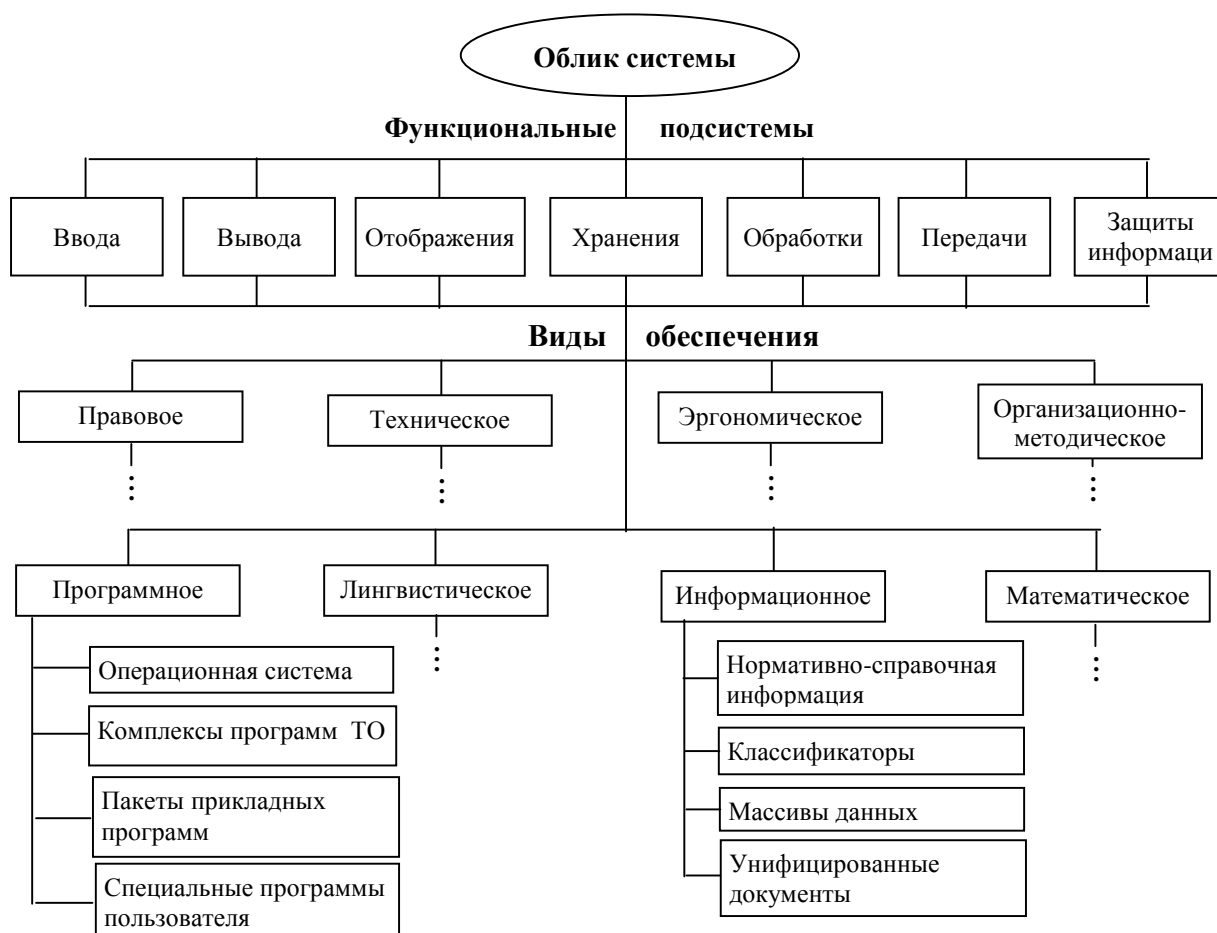 Облик системы
Функциональные подсистемы
Ввода
Вывода
Отображения
Хранения
Обработки
Передачи
Защиты
информаци
Виды обеспечения
Правовое
Техническое
Эргономическое
Организационно-
методическое
Программное
Лингвистическое
Информационное
Математическое
Операционная система
Комплексы программ ТО
Пакеты прикладных
программ
Специальные программы
пользователя
Нормативно-справочная
информация
Классификаторы
Массивы данных
Унифицированные
документы